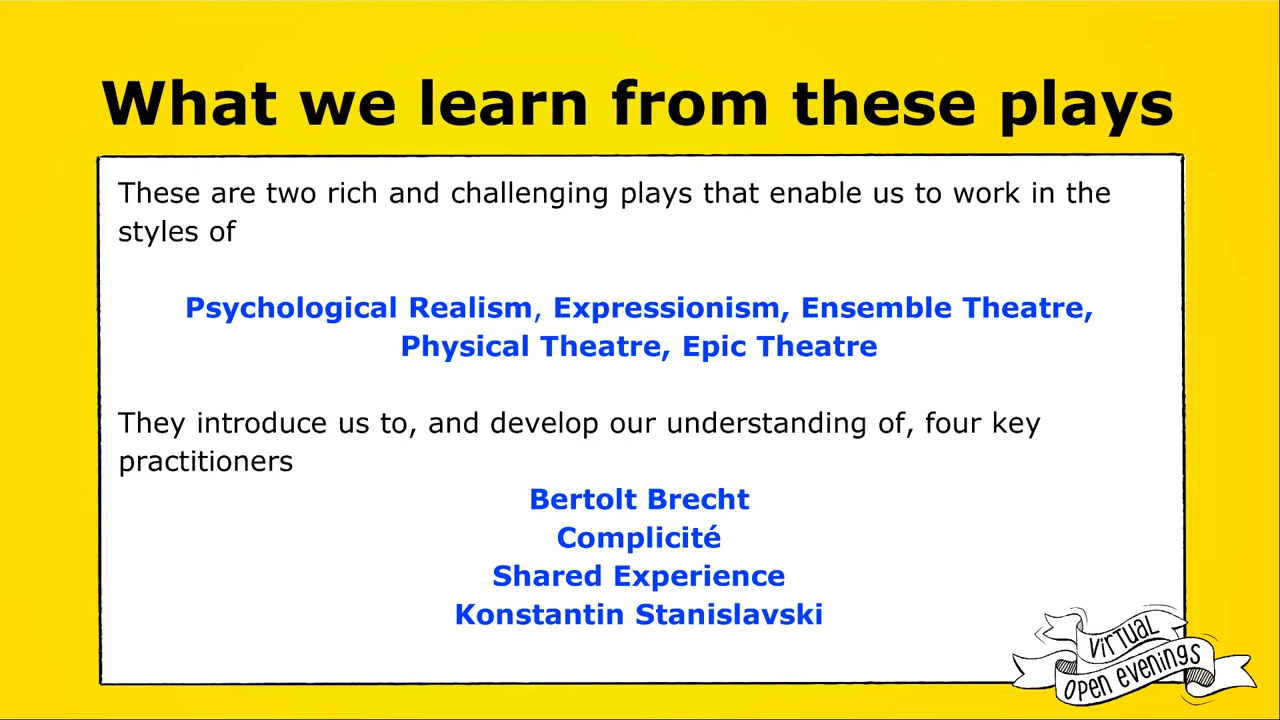 What we learn from these plays
These are two rich and challenging plays that enable us to work in the
styles of
Psychological Realism, Expressionism, Ensemble Theatre,
Physical Theatre, Epic Theatre
They introduce us to, and develop our understanding of, four key
practitioners
Bertolt Brecht
Complicité
Shared Experience
Konstantin Stanislavski
VIRTUAL
OPEN EVENINGS